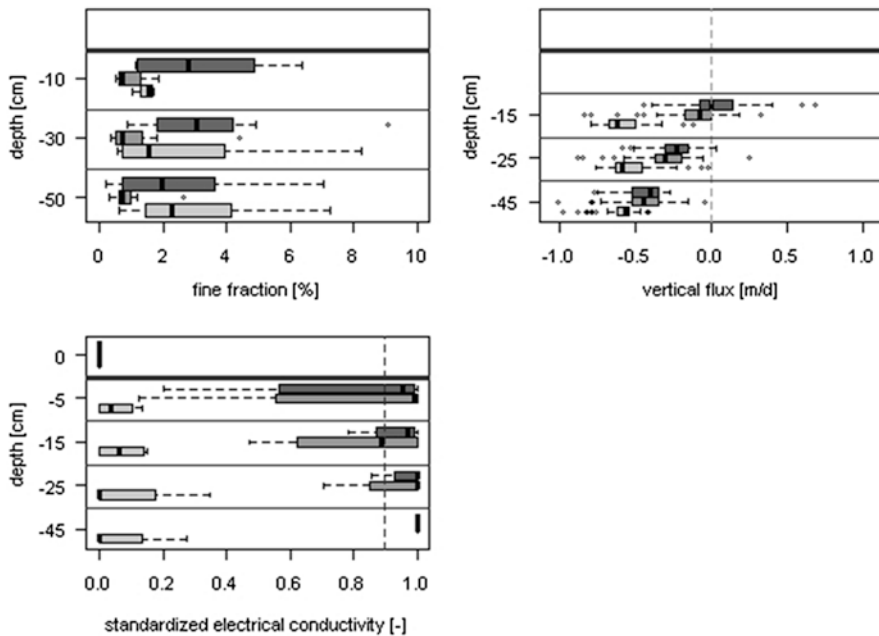 depth [cm]
-10
-30
-50
0 2 4 6 8 10
fine fraction [%]
depth [cm]
-15
-25
-45
-1.0 -0.5 0.0 0.5 1.0
vertical flux [m/d]
depth [cm]
0
-5
-15
-25
-45
0.0 0.2 0.4 0.6 0.8 1.0
standardized electrical conductivity [-]